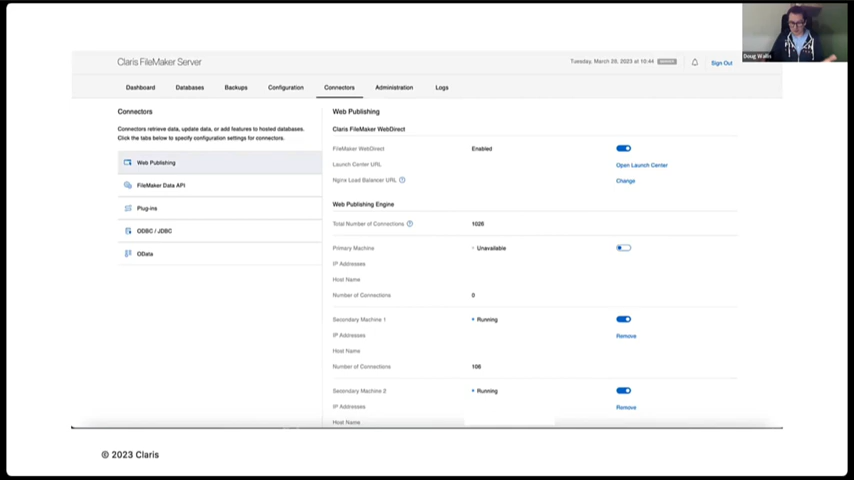 Doug Wallis
Claris FileMaker Server
Tuesday, March 28, 2023 at 10:44
Sign Out
Dashboard
Databases
Backups
Configuration
Connectors
Administration
Logs
Connectors
Connectors retrieve data, update data, or add features to hosted databases.
Click the tabs below to specify configuration settings for connectors.
Web Publishing
FileMaker Data API
Plug-ins
ODBC / JDBC
OData
Web Publishing
Claris FileMaker WebDirect
FileMaker WebDirect Enabled
Launch Center URL Open Launch Center
Nginx Load Balancer URL Change
Web Publishing Engine
Total Number of Connections 1026
Primary Machine Unavailable
IP Addresses
Host Name
Number of Connections 0
Secondary Machine 1 Running
IP Addresses Remove
Host Name
Number of Connections 106
Secondary Machine 2 Running
IP Addresses Remove
Host Name
© 2023 Claris